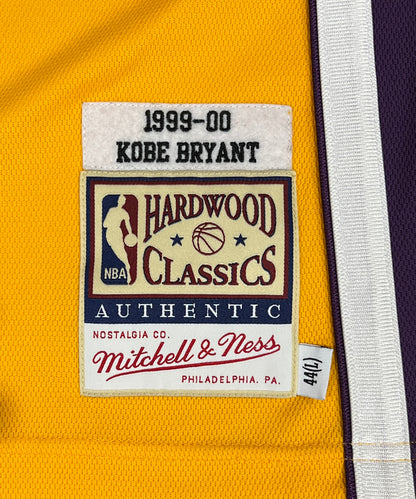 1999-00
KOBE BRYANT
HARDWOOD
CLASSICS
NBA
AUTHENTIC
NOSTALGIA CO.
Mitchell & Ness
PHILADELPHIA, PA.
44(L)